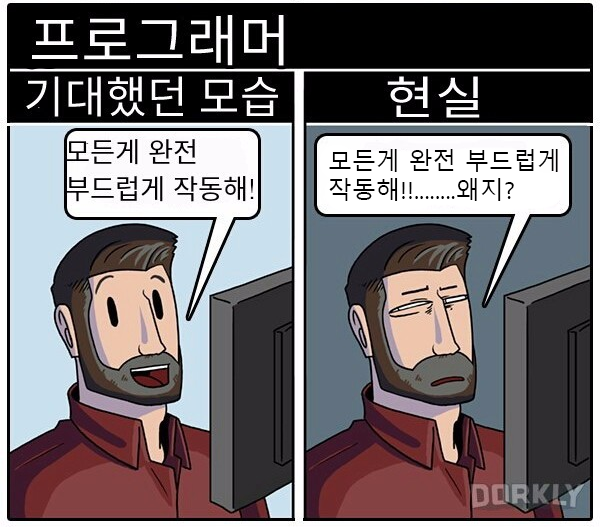 프로그래머
기대했던 모습
현실
모든게 완전
부드럽게 작동해!
모든게 완전 부드럽게
작동해!!........왜지?
DORKLY